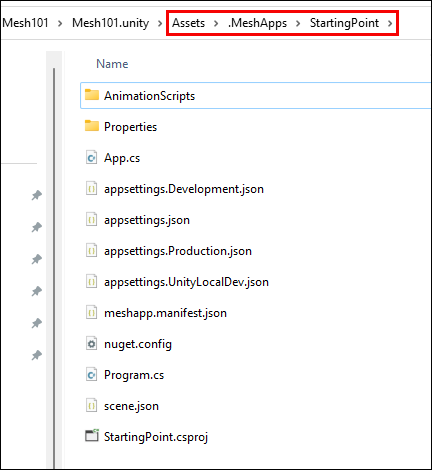 Mesh101 > Mesh101.unity > Assets > .MeshApps > StartingPoint >
Name
AnimationScripts
Properties
App.cs
appsettings.Development.json
appsettings.json
appsettings.Production.json
appsettings.UnityLocalDev.json
meshapp.manifest.json
nuget.config
Program.cs
scene.json
StartingPoint.csproj